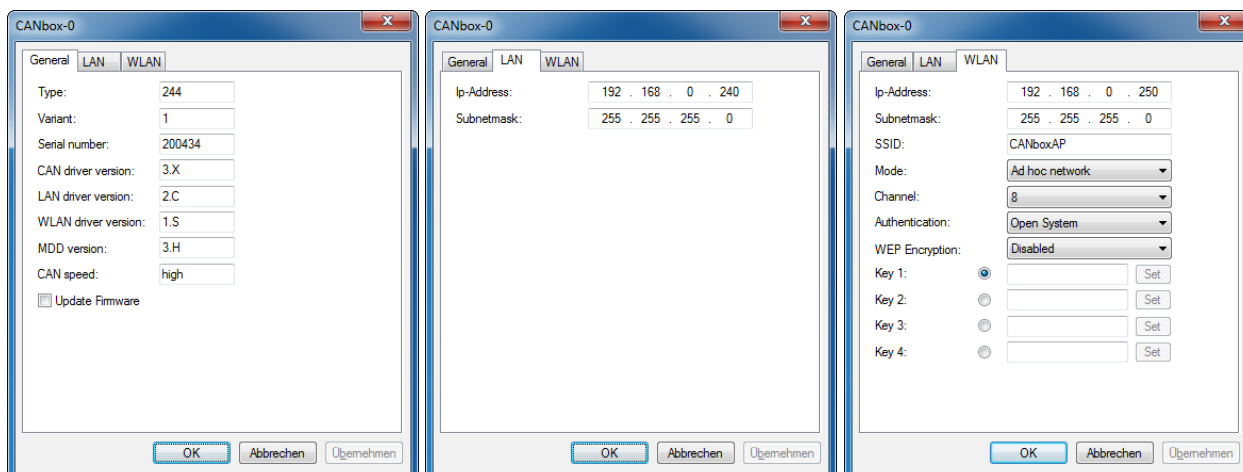 CANbox-0
General LAN WLAN
Type: 244
Variant: 1
Serial number: 200434
CAN driver version: 3.X
LAN driver version: 2.C
WLAN driver version: 1.S
MDD version: 3.H
CAN speed: high
Update Firmware
OK Abbrechen Übernehmen
CANbox-0
General LAN WLAN
Ip-Address: 192 . 168 . 0 . 240
Subnetmask: 255 . 255 . 255 . 0
OK Abbrechen Übernehmen
CANbox-0
General LAN WLAN
Ip-Address: 192 . 168 . 0 . 250
Subnetmask: 255 . 255 . 255 . 0
SSID: CANboxAP
Mode: Ad hoc network
Channel: 8
Authentication: Open System
WEP Encryption: Disabled
Key 1: Set
Key 2: Set
Key 3: Set
Key 4: Set
OK Abbrechen Übernehmen